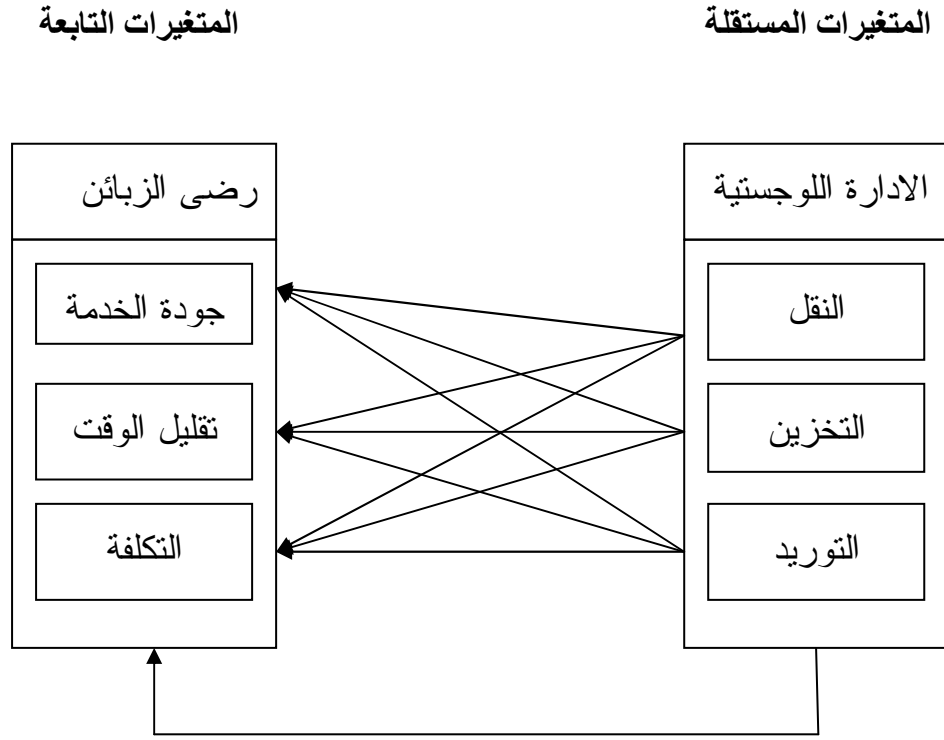 المتغيرات المستقلة
المتغيرات التابعة
الادارة اللوجستية
رضى الزبائن
النقل
جودة الخدمة
التخزين
تقليل الوقت
التوريد
التكلفة